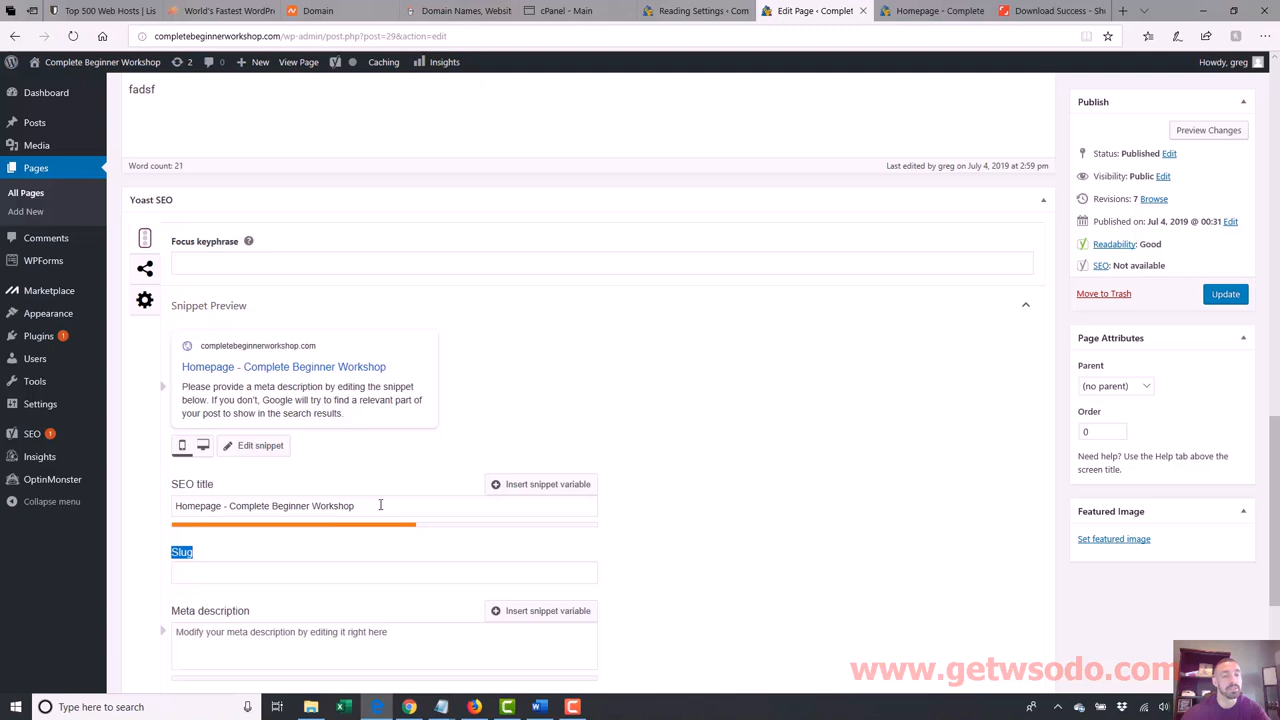 Top 500 Web Hosts | Lis
World's Fastest WordPres
Domain
Domain Names, Websit
cPanel - Main
Reading Settings < Com
Edit Page < Complet
Homepage - Complete
Download Success - Shu
completebeginnerworkshop.com/wp-admin/post.php?post=29&action=edit
Complete Beginner Workshop
2
0
New
View Page
Caching
Insights
Howdy, greg
Dashboard
Posts
Media
Pages
All Pages
Add New
Comments
WPForms
Marketplace
Appearance
Plugins 1
Users
Tools
Settings
SEO 1
Insights
OptinMonster
Collapse menu
fadsf
Word count: 21
Last edited by greg on July 4, 2019 at 2:59 pm
Yoast SEO
Focus keyphrase
Snippet Preview
completebeginnerworkshop.com
Homepage - Complete Beginner Workshop
Please provide a meta description by editing the snippet
below. If you don't, Google will try to find a relevant part of
your post to show in the search results.
Edit snippet
SEO title
Insert snippet variable
Homepage - Complete Beginner Workshop
Slug
Meta description
Insert snippet variable
Modify your meta description by editing it right here
Publish
Preview Changes
Status: Published Edit
Visibility: Public Edit
Revisions: 7 Browse
Published on: Jul 4, 2019 @ 00:31 Edit
Readability: Good
SEO: Not available
Move to Trash
Update
Page Attributes
Parent
(no parent)
Order
0
Need help? Use the Help tab above the
screen title.
Featured Image
Set featured image
www.getwsodo.com
Type here to search